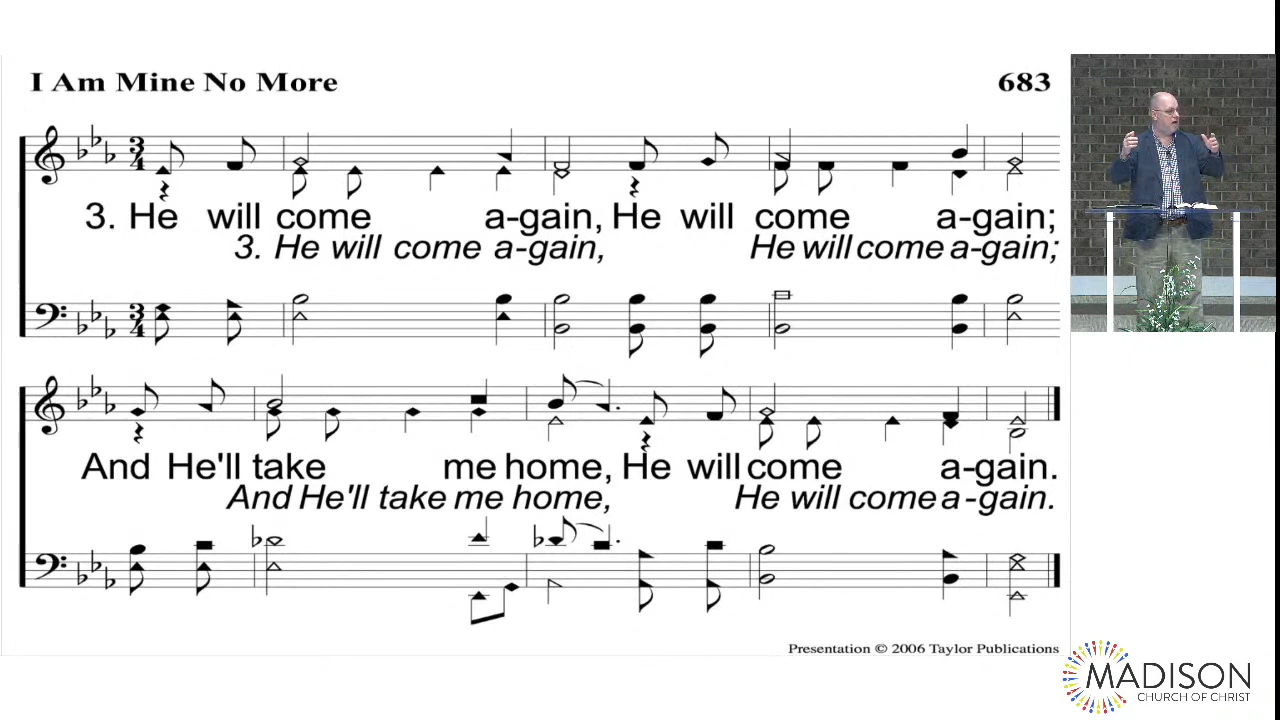 I Am Mine No More 683
3. He will come a-gain, He will come a-gain;
3. He will come a-gain, He will come a-gain;
And He'll take me home, He will come a-gain.
And He'll take me home, He will come a-gain.
Presentation © 2006 Taylor Publications
MADISON
CHURCH OF CHRIST